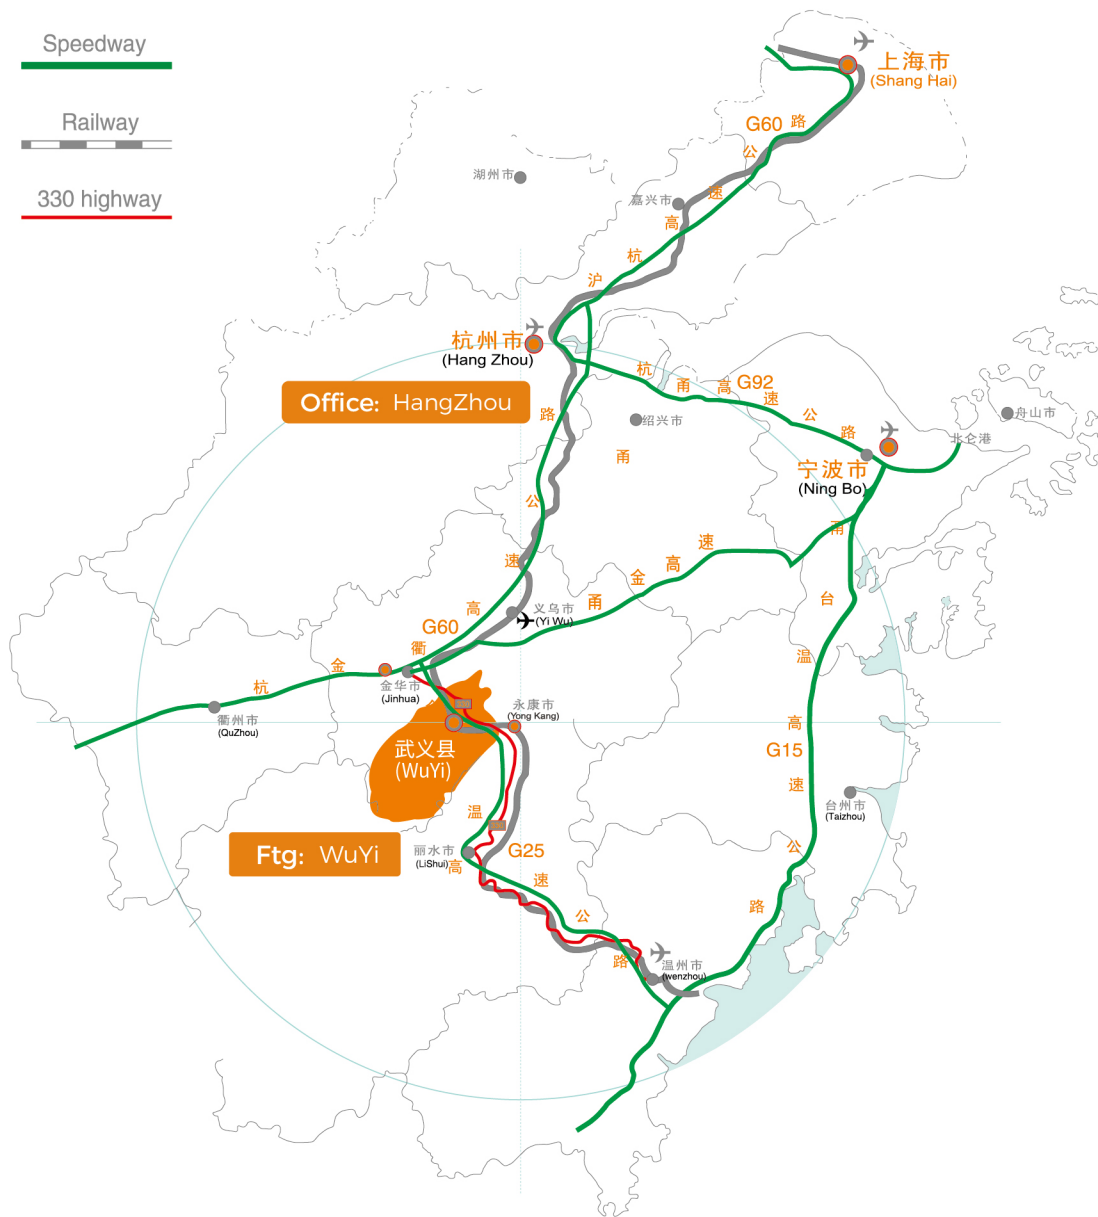 Speedway
Railway
330 highway
上海市
(Shang Hai)
G60
沪杭高速公路
湖州市
嘉兴市
杭州市
(Hang Zhou)
Office: HangZhou
杭甬高速公路
G92
绍兴市
舟山市
北仑港
宁波市
(Ning Bo)
甬
甬金高速
义乌市
(Yi Wu)
G60
杭金衢高速公路
金华市
(Jinhua)
衢州市
(QuZhou)
永康市
(Yong Kang)
武义县
(WuYi)
Ftg: WuYi
甬台温高速公路
G15
台州市
(Taizhou)
丽水市
(LiShui)
G25
温高速公路
温州市
(wenzhou)